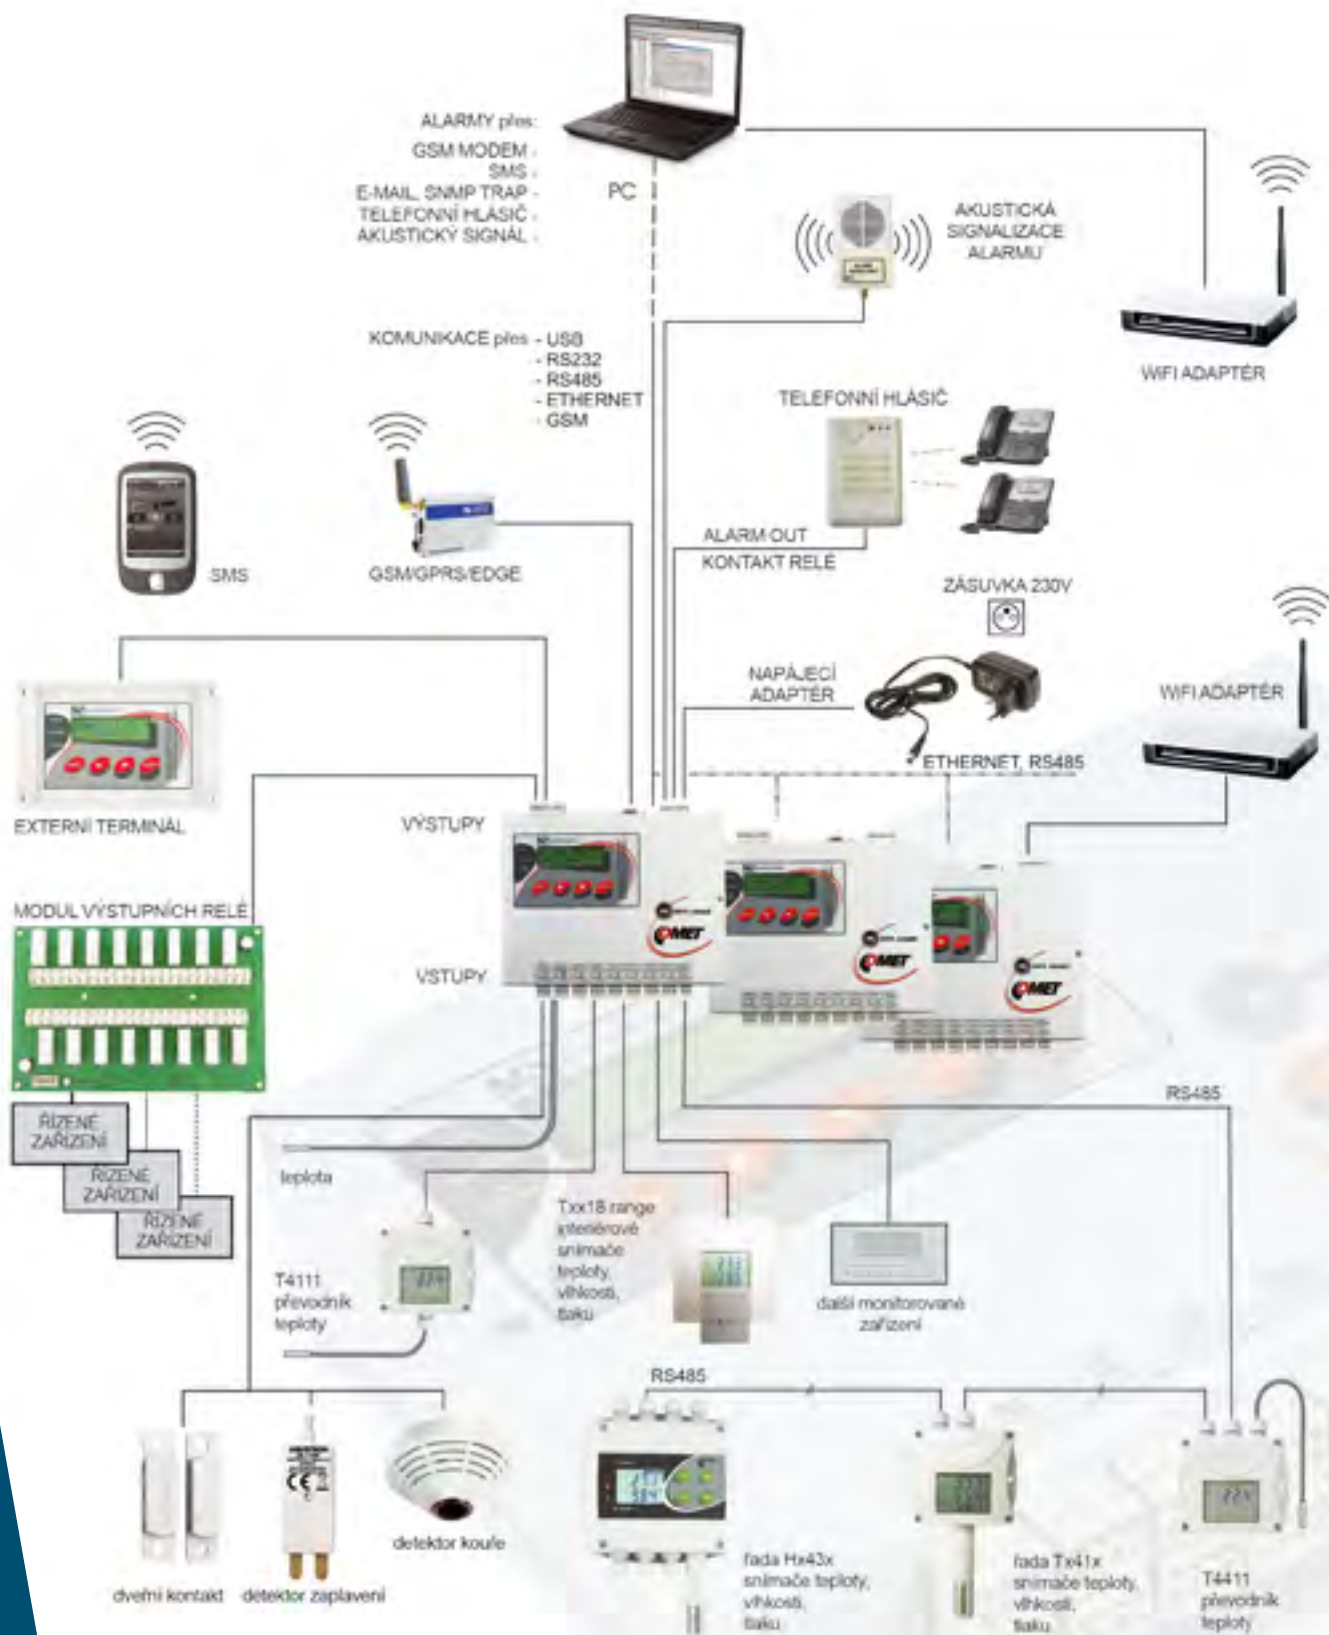 ALARMY přes:
GSM MODEM -
SMS -
E-MAIL, SNMP TRAP -
TELEFONNÍ HLÁSIČ -
AKUSTICKÝ SIGNÁL -
PC
AKUSTICKÁ
SIGNALIZACE
ALARMU
WIFI ADAPTÉR
KOMUNIKACE přes - USB
- RS232
- RS485
- ETHERNET
- GSM
TELEFONNÍ HLÁSIČ
SMS
GSM/GPRS/EDGE
ALARM OUT
KONTAKT RELÉ
ZÁSUVKA 230V
NAPÁJECÍ
ADAPTÉR
WIFI ADAPTÉR
ETHERNET, RS485
EXTERNÍ TERMINÁL
VÝSTUPY
MODUL VÝSTUPNÍCH RELÉ
VSTUPY
COMET
COMET
COMET
RS485
ŘÍZENÉ
ZAŘÍZENÍ
ŘÍZENÉ
ZAŘÍZENÍ
ŘÍZENÉ
ZAŘÍZENÍ
teplota
T4111
převodník
teploty
Txx18 range
interiérové
snímače
teploty,
vlhkosti,
tlaku
další monitorované
zařízení
RS485
CE
dveřní kontakt
detektor zaplavení
detektor kouře
řada Hx43x
snímače teploty,
vlhkosti,
tlaku
řada Tx41x
snímače teploty,
vlhkosti,
tlaku
T4411
převodník
teploty